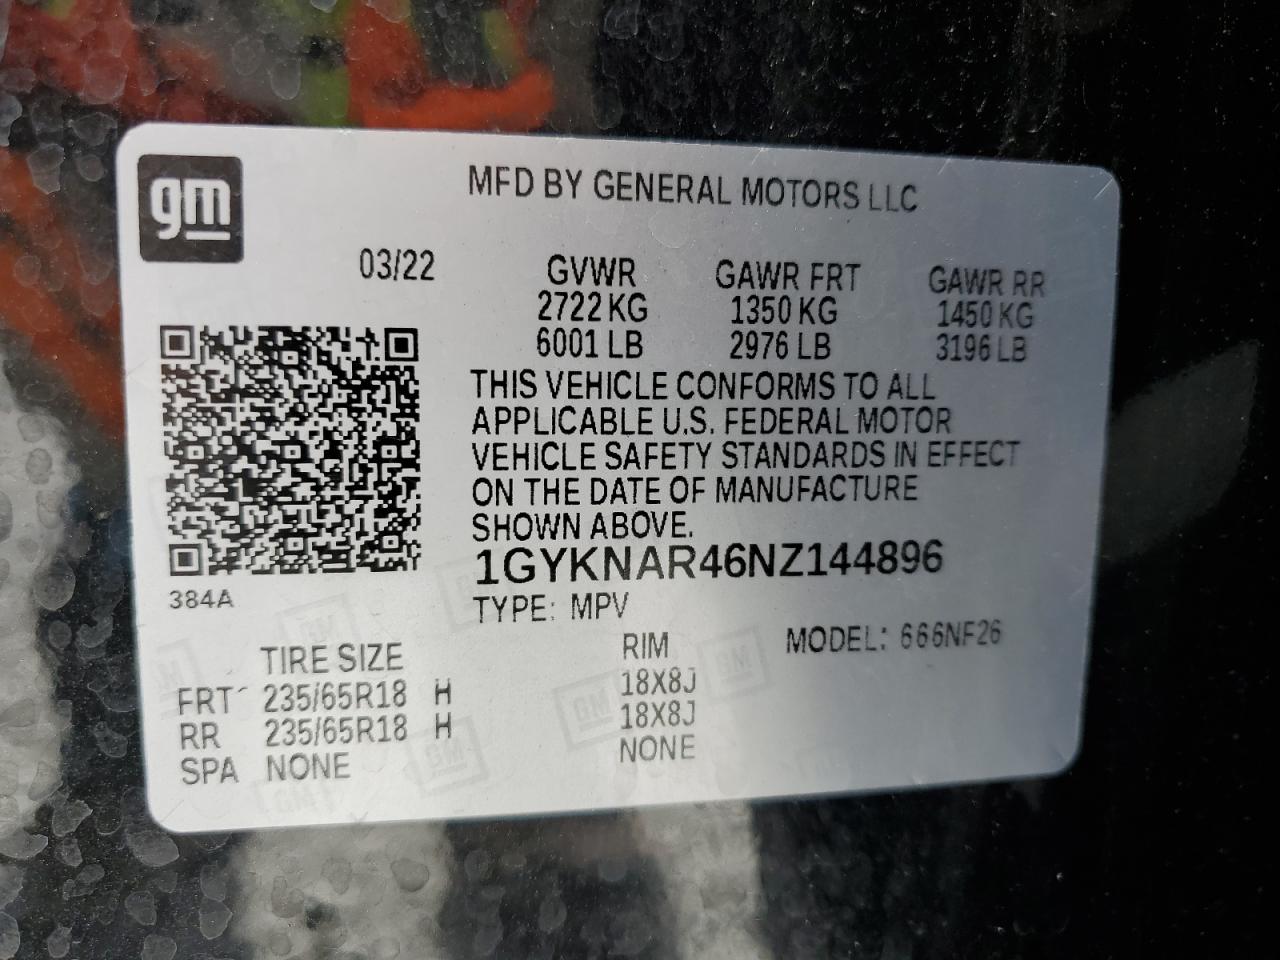 gm
MFD BY GENERAL MOTORS LLC
03/22
GVWR GAWR FRT GAWR RR
2722 KG 1350 KG 1450 KG
6001 LB 2976 LB 3196 LB
THIS VEHICLE CONFORMS TO ALL
APPLICABLE U.S. FEDERAL MOTOR
VEHICLE SAFETY STANDARDS IN EFFECT
ON THE DATE OF MANUFACTURE
SHOWN ABOVE.
1GYKNAR46NZ144896
384A
TYPE: MPV MODEL: 666NF26
TIRE SIZE RIM
FRT 235/65R18 H 18X8J
RR 235/65R18 H 18X8J
SPA NONE NONE